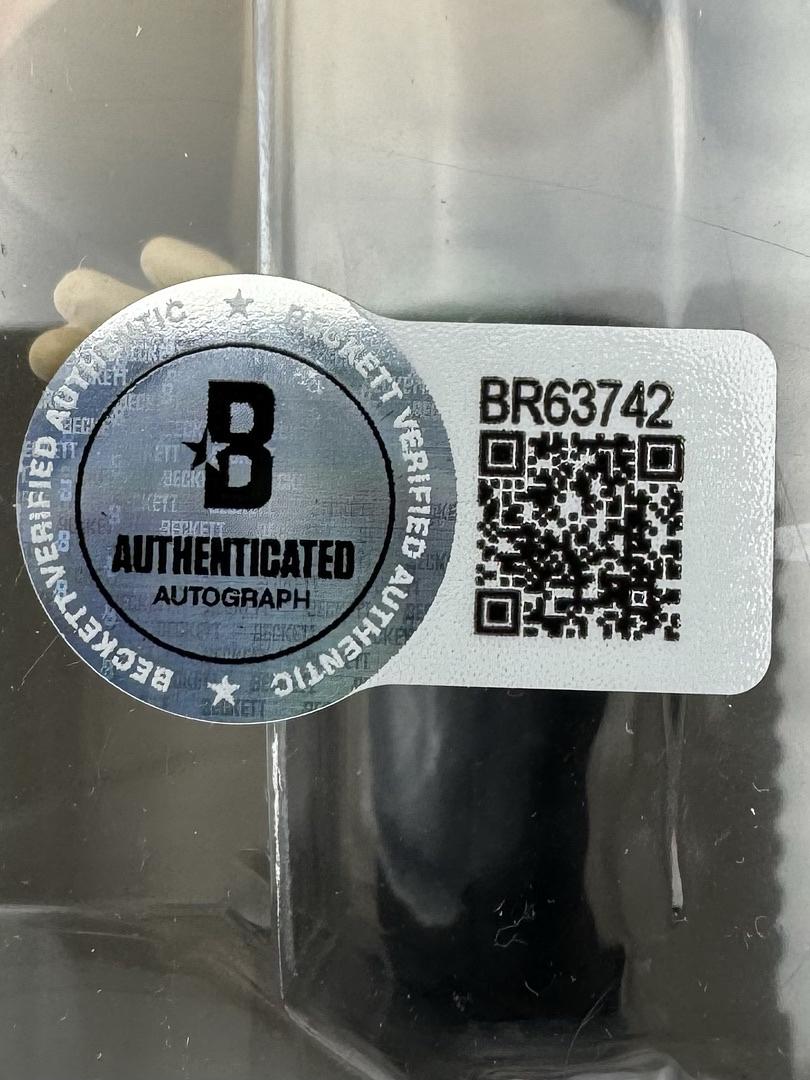 BECKETT VERIFIED AUTHENTIC ★ BECKETT VERIFIED AUTHENTIC ★
B
AUTHENTICATED
AUTOGRAPH
BR63742